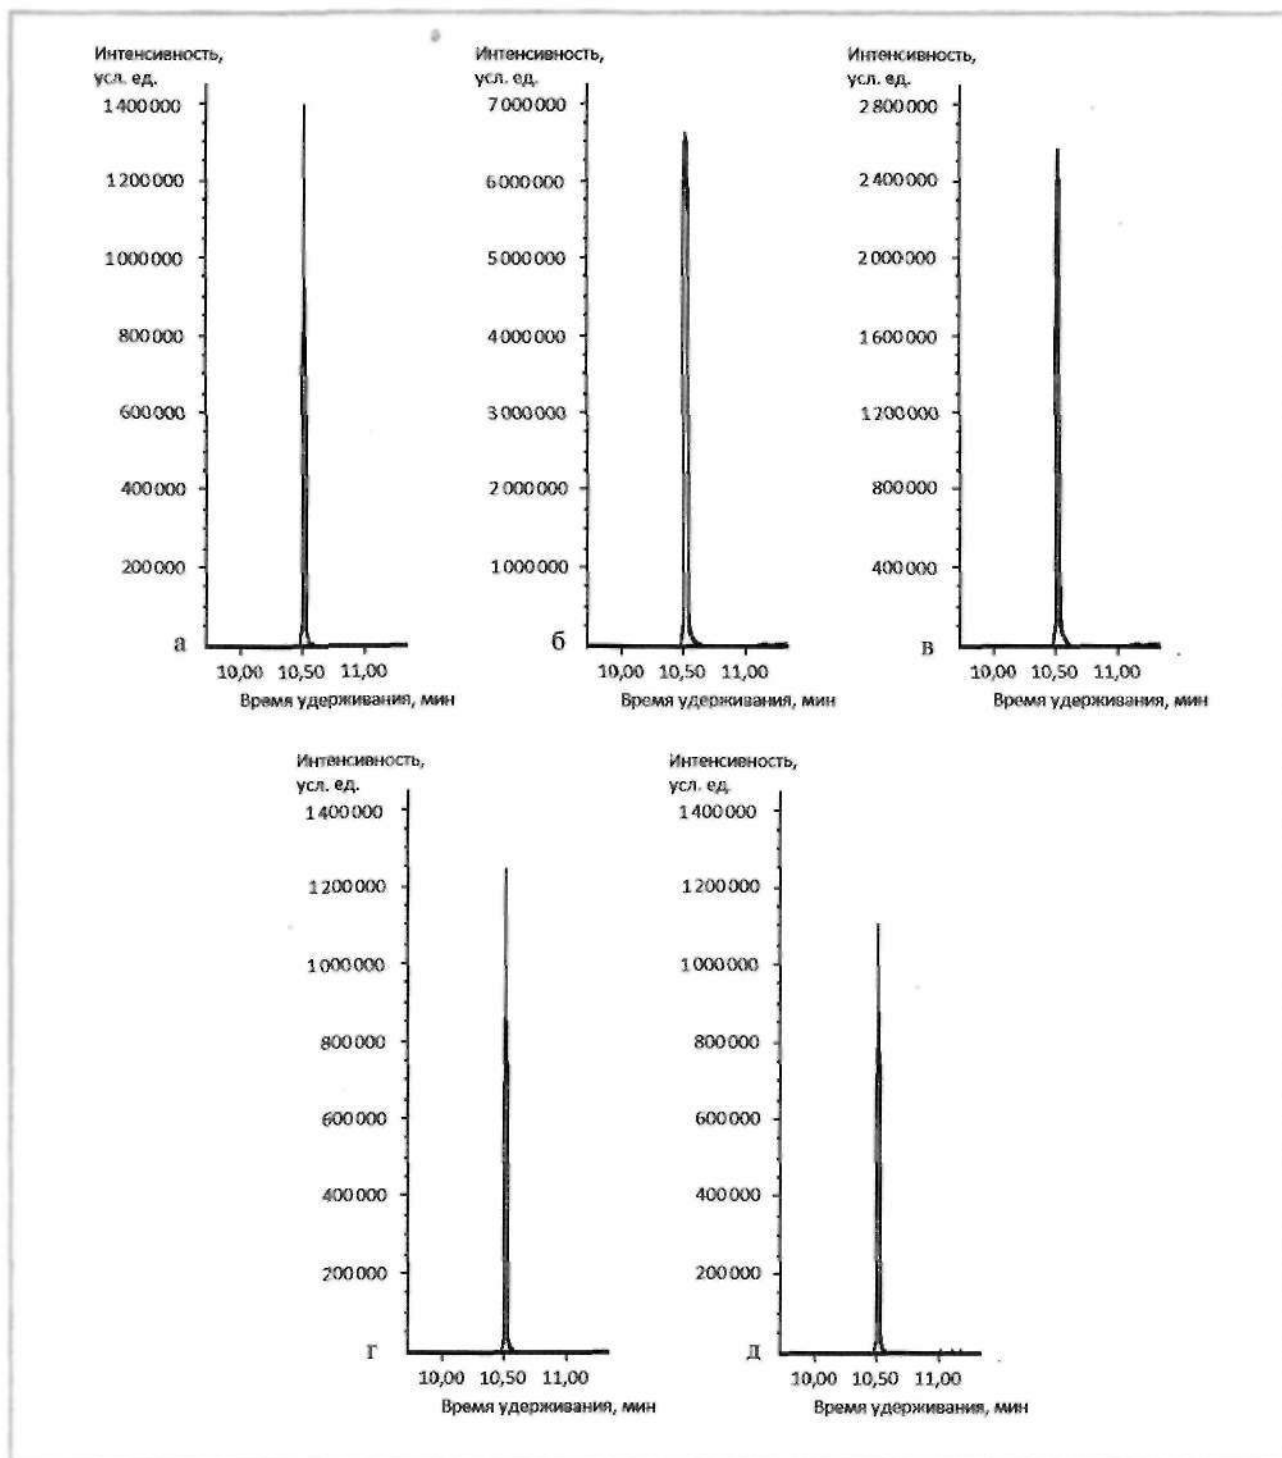 Интенсивность,
усл. ед.
1400000
1200000
1000000
800000
600000
400000
200000
а
10,00 10,50 11,00
Время удерживания, мин
Интенсивность,
усл. ед.
7000000
6000000
5000000
4000000
3000000
2000000
1000000
б
10,00 10,50 11,00
Время удерживания, мин
Интенсивность,
усл. ед.
2800000
2400000
2000000
1600000
1200000
800000
400000
в
10,00 10,50 11,00
Время удерживания, мин
Интенсивность,
усл. ед.
1400000
1200000
1000000
800000
600000
400000
200000
г
10,00 10,50 11,00
Время удерживания, мин
Интенсивность,
усл. ед.
1400000
1200000
1000000
800000
600000
400000
200000
д
10,00 10,50 11,00
Время удерживания, мин